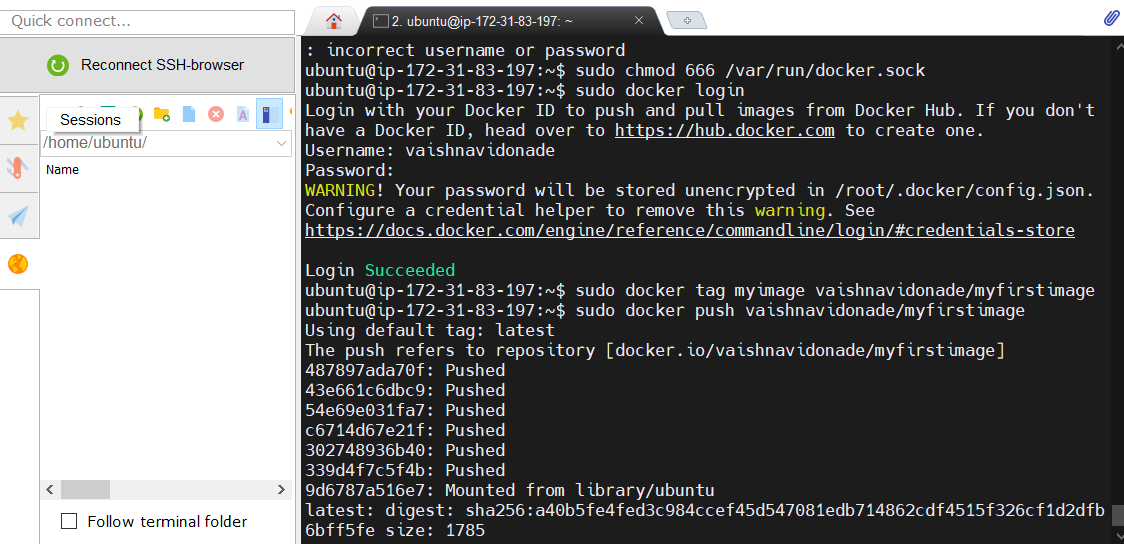 Quick connect...
2. ubuntu@ip-172-31-83-197: ~
Reconnect SSH-browser
Sessions
/home/ubuntu/
Name
Follow terminal folder
: incorrect username or password
ubuntu@ip-172-31-83-197:~$ sudo chmod 666 /var/run/docker.sock
ubuntu@ip-172-31-83-197:~$ sudo docker login
Login with your Docker ID to push and pull images from Docker Hub. If you don't
have a Docker ID, head over to https://hub.docker.com to create one.
Username: vaishnavidonade
Password:
WARNING! Your password will be stored unencrypted in /root/.docker/config.json.
Configure a credential helper to remove this warning. See
https://docs.docker.com/engine/reference/commandline/login/#credentials-store
Login Succeeded
ubuntu@ip-172-31-83-197:~$ sudo docker tag myimage vaishnavidonade/myfirstimage
ubuntu@ip-172-31-83-197:~$ sudo docker push vaishnavidonade/myfirstimage
Using default tag: latest
The push refers to repository [docker.io/vaishnavidonade/myfirstimage]
487897ada70f: Pushed
43e661c6dbc9: Pushed
54e69e031fa7: Pushed
c6714d67e21f: Pushed
302748936b40: Pushed
339d4f7c5f4b: Pushed
9d6787a516e7: Mounted from library/ubuntu
latest: digest: sha256:a40b5fe4fed3c984ccef45d547081edb714862cdf4515f326cf1d2dfb
6bff5fe size: 1785